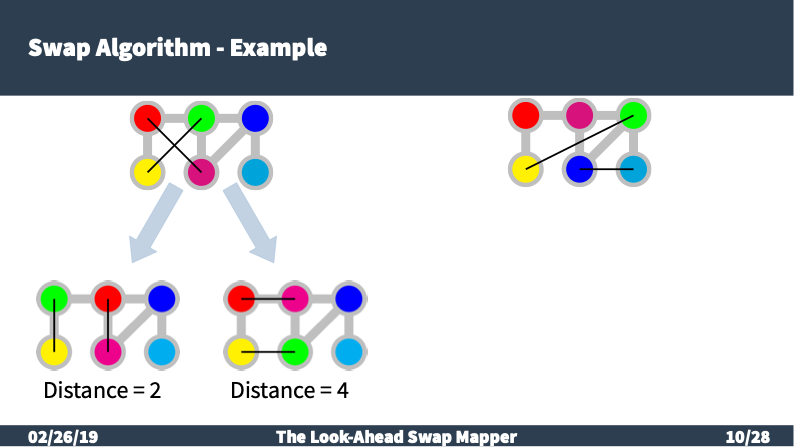 Swap Algorithm - Example
Distance = 2
Distance = 4
02/26/19
The Look-Ahead Swap Mapper
10/28